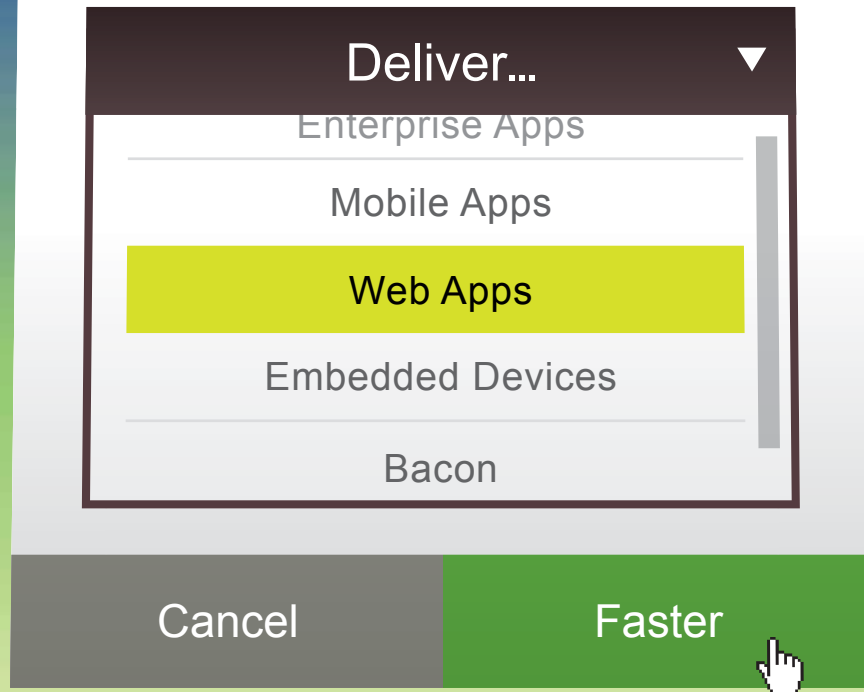 Deliver...
Enterprise Apps
Mobile Apps
Web Apps
Embedded Devices
Bacon
Cancel
Faster